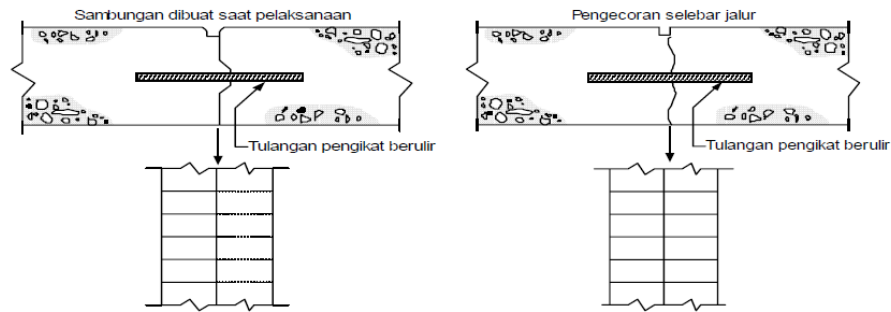 Sambungan dibuat saat pelaksanaan
Pengecoran selebar jalur
Tulangan pengikat berulir
Tulangan pengikat berulir